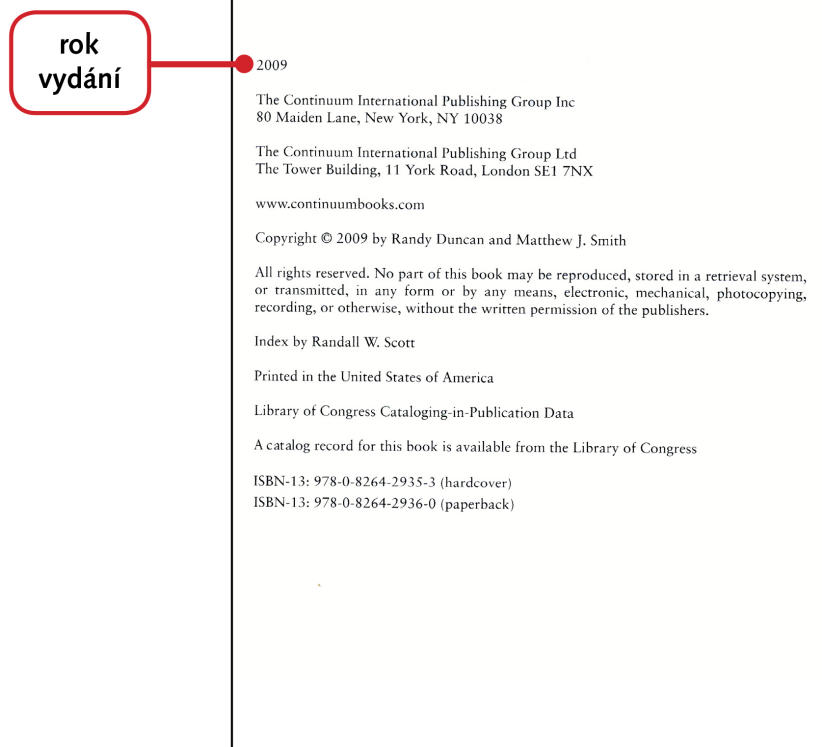 rok
vydání
2009
The Continuum International Publishing Group Inc
80 Maiden Lane, New York, NY 10038
The Continuum International Publishing Group Ltd
The Tower Building, 11 York Road, London SE1 7NX
www.continuumbooks.com
Copyright © 2009 by Randy Duncan and Matthew J. Smith
All rights reserved. No part of this book may be reproduced, stored in a retrieval system,
or transmitted, in any form or by any means, electronic, mechanical, photocopying,
recording, or otherwise, without the written permission of the publishers.
Index by Randall W. Scott
Printed in the United States of America
Library of Congress Cataloging-in-Publication Data
A catalog record for this book is available from the Library of Congress
ISBN-13: 978-0-8264-2935-3 (hardcover)
ISBN-13: 978-0-8264-2936-0 (paperback)